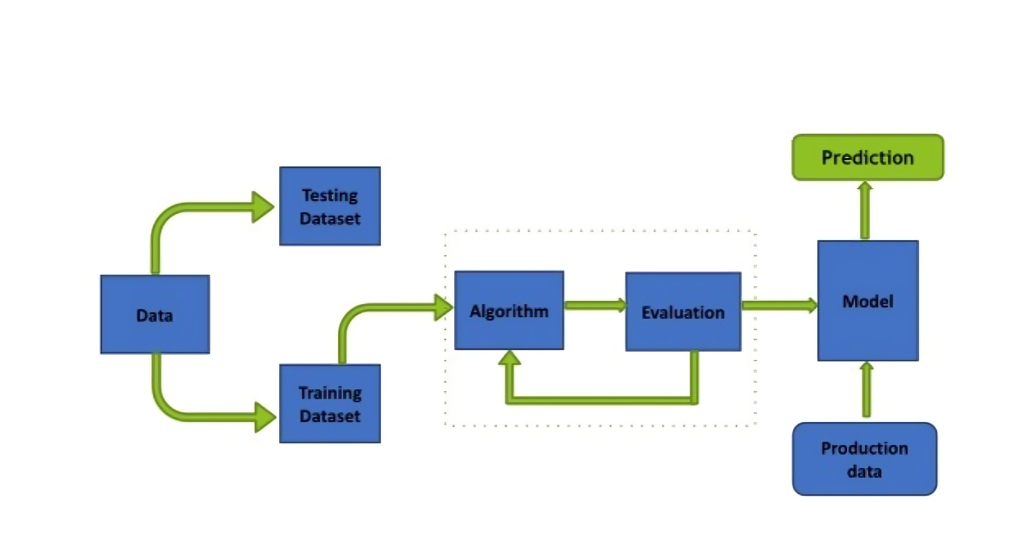 Prediction
Testing
Dataset
Data
Algorithm
Evaluation
Model
Training
Dataset
Production
data